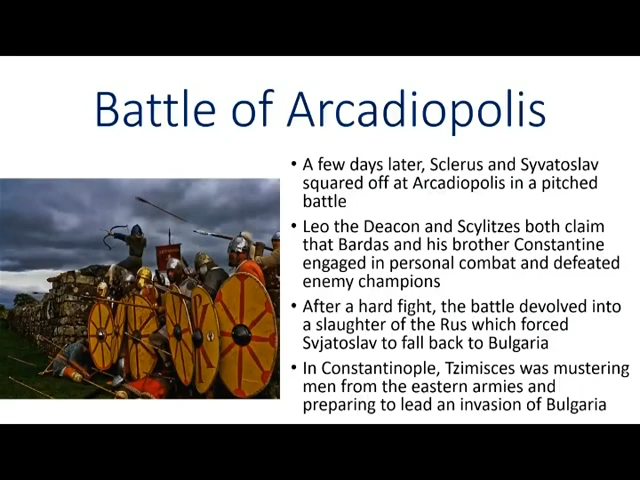 Battle of Arcadiopolis
• A few days later, Sclerus and Syvatoslav
squared off at Arcadiopolis in a pitched
battle
• Leo the Deacon and Scylitzes both claim
that Bardas and his brother Constantine
engaged in personal combat and defeated
enemy champions
• After a hard fight, the battle devolved into
a slaughter of the Rus which forced
Svjatoslav to fall back to Bulgaria
• In Constantinople, Tzimisces was mustering
men from the eastern armies and
preparing to lead an invasion of Bulgaria